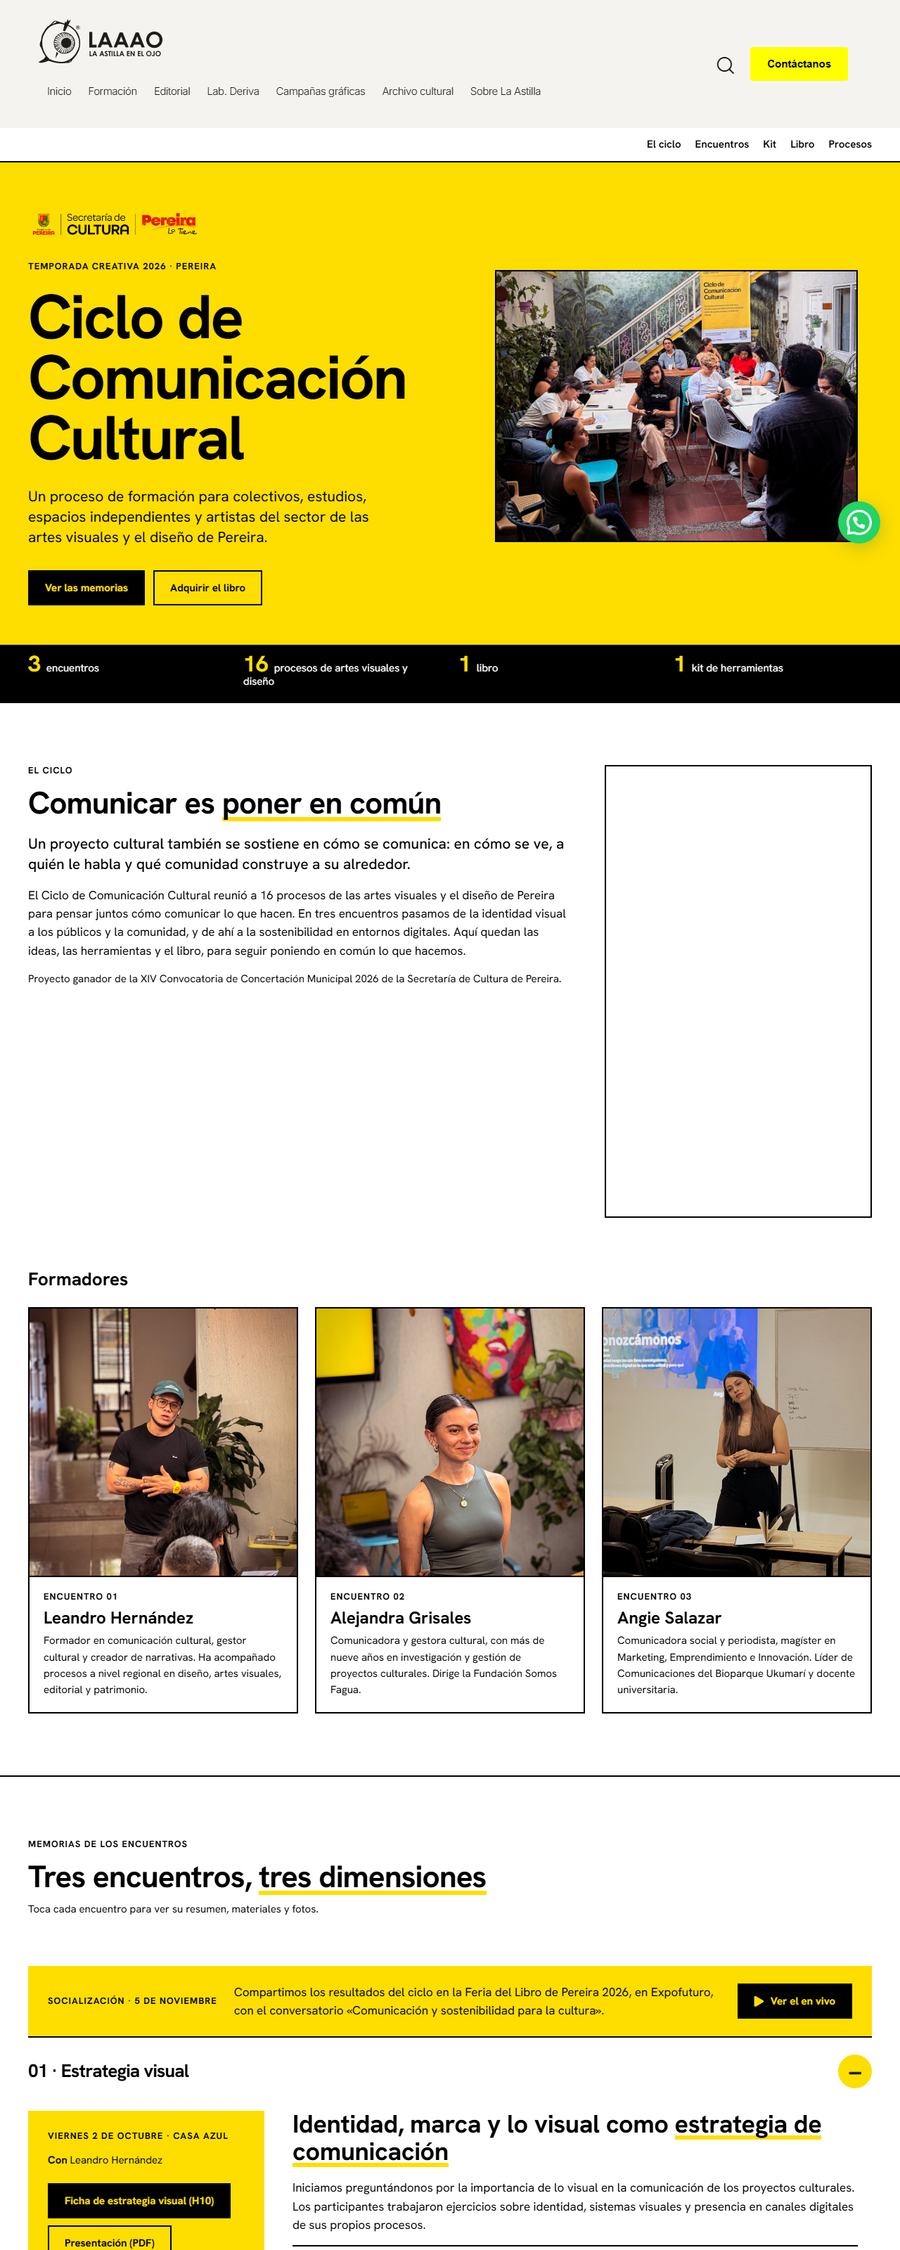 LAAAO
LA ASTILLA EN EL OJO
Contáctanos
Inicio Formación Editorial Lab. Deriva Campañas gráficas Archivo cultural Sobre La Astilla
El ciclo Encuentros Kit Libro Procesos
PEREIRA
Secretaría de
CULTURA
Pereira
Lo Tiene
TEMPORADA CREATIVA 2026 · PEREIRA
Ciclo de
Comunicación
Cultural
Ciclo de
Comunicación
Cultural
Un proceso de formación para colectivos, estudios,
espacios independientes y artistas del sector de las
artes visuales y el diseño de Pereira.
Ver las memorias
Adquirir el libro
3 encuentros
16 procesos de artes visuales y
diseño
1 libro
1 kit de herramientas
EL CICLO
Comunicar es poner en común
Un proyecto cultural también se sostiene en cómo se comunica: en cómo se ve, a
quién le habla y qué comunidad construye a su alrededor.
El Ciclo de Comunicación Cultural reunió a 16 procesos de las artes visuales y el diseño de Pereira
para pensar juntos cómo comunicar lo que hacen. En tres encuentros pasamos de la identidad visual
a los públicos y la comunidad, y de ahí a la sostenibilidad en entornos digitales. Aquí quedan las
ideas, las herramientas y el libro, para seguir poniendo en común lo que hacemos.
Proyecto ganador de la XIV Convocatoria de Concertación Municipal 2026 de la Secretaría de Cultura de Pereira.
Formadores
onozcámonos
ENCUENTRO 01
Leandro Hernández
Formador en comunicación cultural, gestor
cultural y creador de narrativas. Ha acompañado
procesos a nivel regional en diseño, artes visuales,
editorial y patrimonio.
ENCUENTRO 02
Alejandra Grisales
Comunicadora y gestora cultural, con más de
nueve años en investigación y gestión de
proyectos culturales. Dirige la Fundación Somos
Fagua.
ENCUENTRO 03
Angie Salazar
Comunicadora social y periodista, magíster en
Marketing, Emprendimiento e Innovación. Líder de
Comunicaciones del Bioparque Ukumarí y docente
universitaria.
MEMORIAS DE LOS ENCUENTROS
Tres encuentros, tres dimensiones
Toca cada encuentro para ver su resumen, materiales y fotos.
SOCIALIZACIÓN · 5 DE NOVIEMBRE
Compartimos los resultados del ciclo en la Feria del Libro de Pereira 2026, en Expofuturo,
con el conversatorio «Comunicación y sostenibilidad para la cultura».
Ver el en vivo
01 · Estrategia visual
VIERNES 2 DE OCTUBRE · CASA AZUL
Con Leandro Hernández
Ficha de estrategia visual (H10)
Presentación (PDF)
Identidad, marca y lo visual como estrategia de
comunicación
Iniciamos preguntándonos por la importancia de lo visual en la comunicación de los proyectos culturales.
Los participantes trabajaron ejercicios sobre identidad, sistemas visuales y presencia en canales digitales
de sus propios procesos.